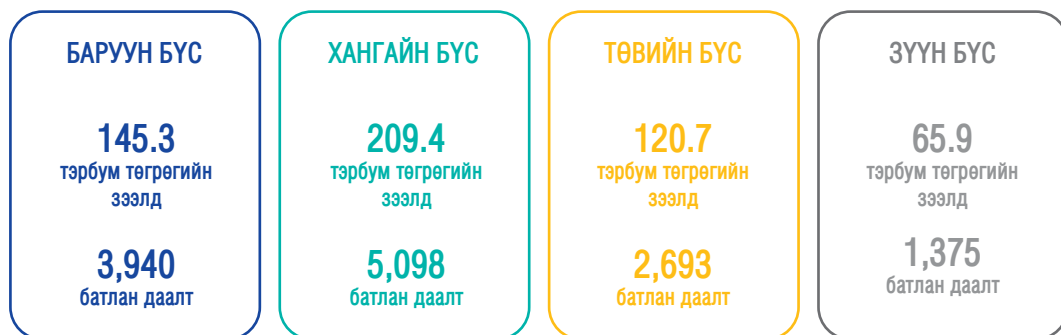 БАРУУН БҮС
145.3
тэрбум төгрөгийн
зээлд
3,940
батлан даалт
ХАНГАЙН БҮС
209.4
тэрбум төгрөгийн
зээлд
5,098
батлан даалт
ТӨВИЙН БҮС
120.7
тэрбум төгрөгийн
зээлд
2,693
батлан даалт
ЗҮҮН БҮС
65.9
тэрбум төгрөгийн
зээлд
1,375
батлан даалт